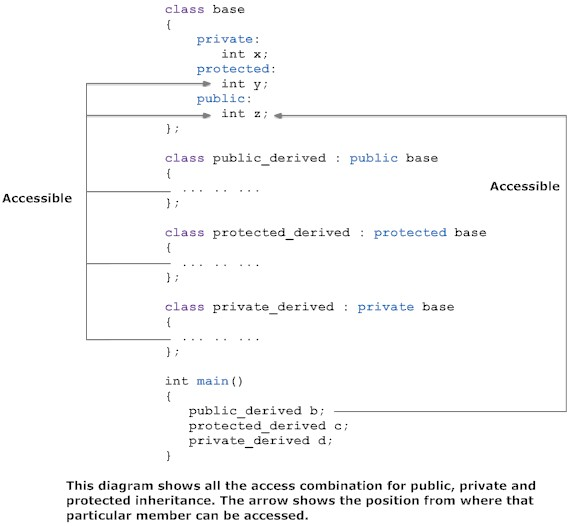 class base
{
private:
int x;
protected:
int y;
public:
int z;
};
class public_derived : public base
{
... .. ...
};
class protected_derived : protected base
{
... .. ...
};
class private_derived : private base
{
... .. ...
};
Accessible
Accessible
int main()
{
public_derived b;
protected_derived c;
private_derived d;
}
This diagram shows all the access combination for public, private and
protected inheritance. The arrow shows the position from where that
particular member can be accessed.